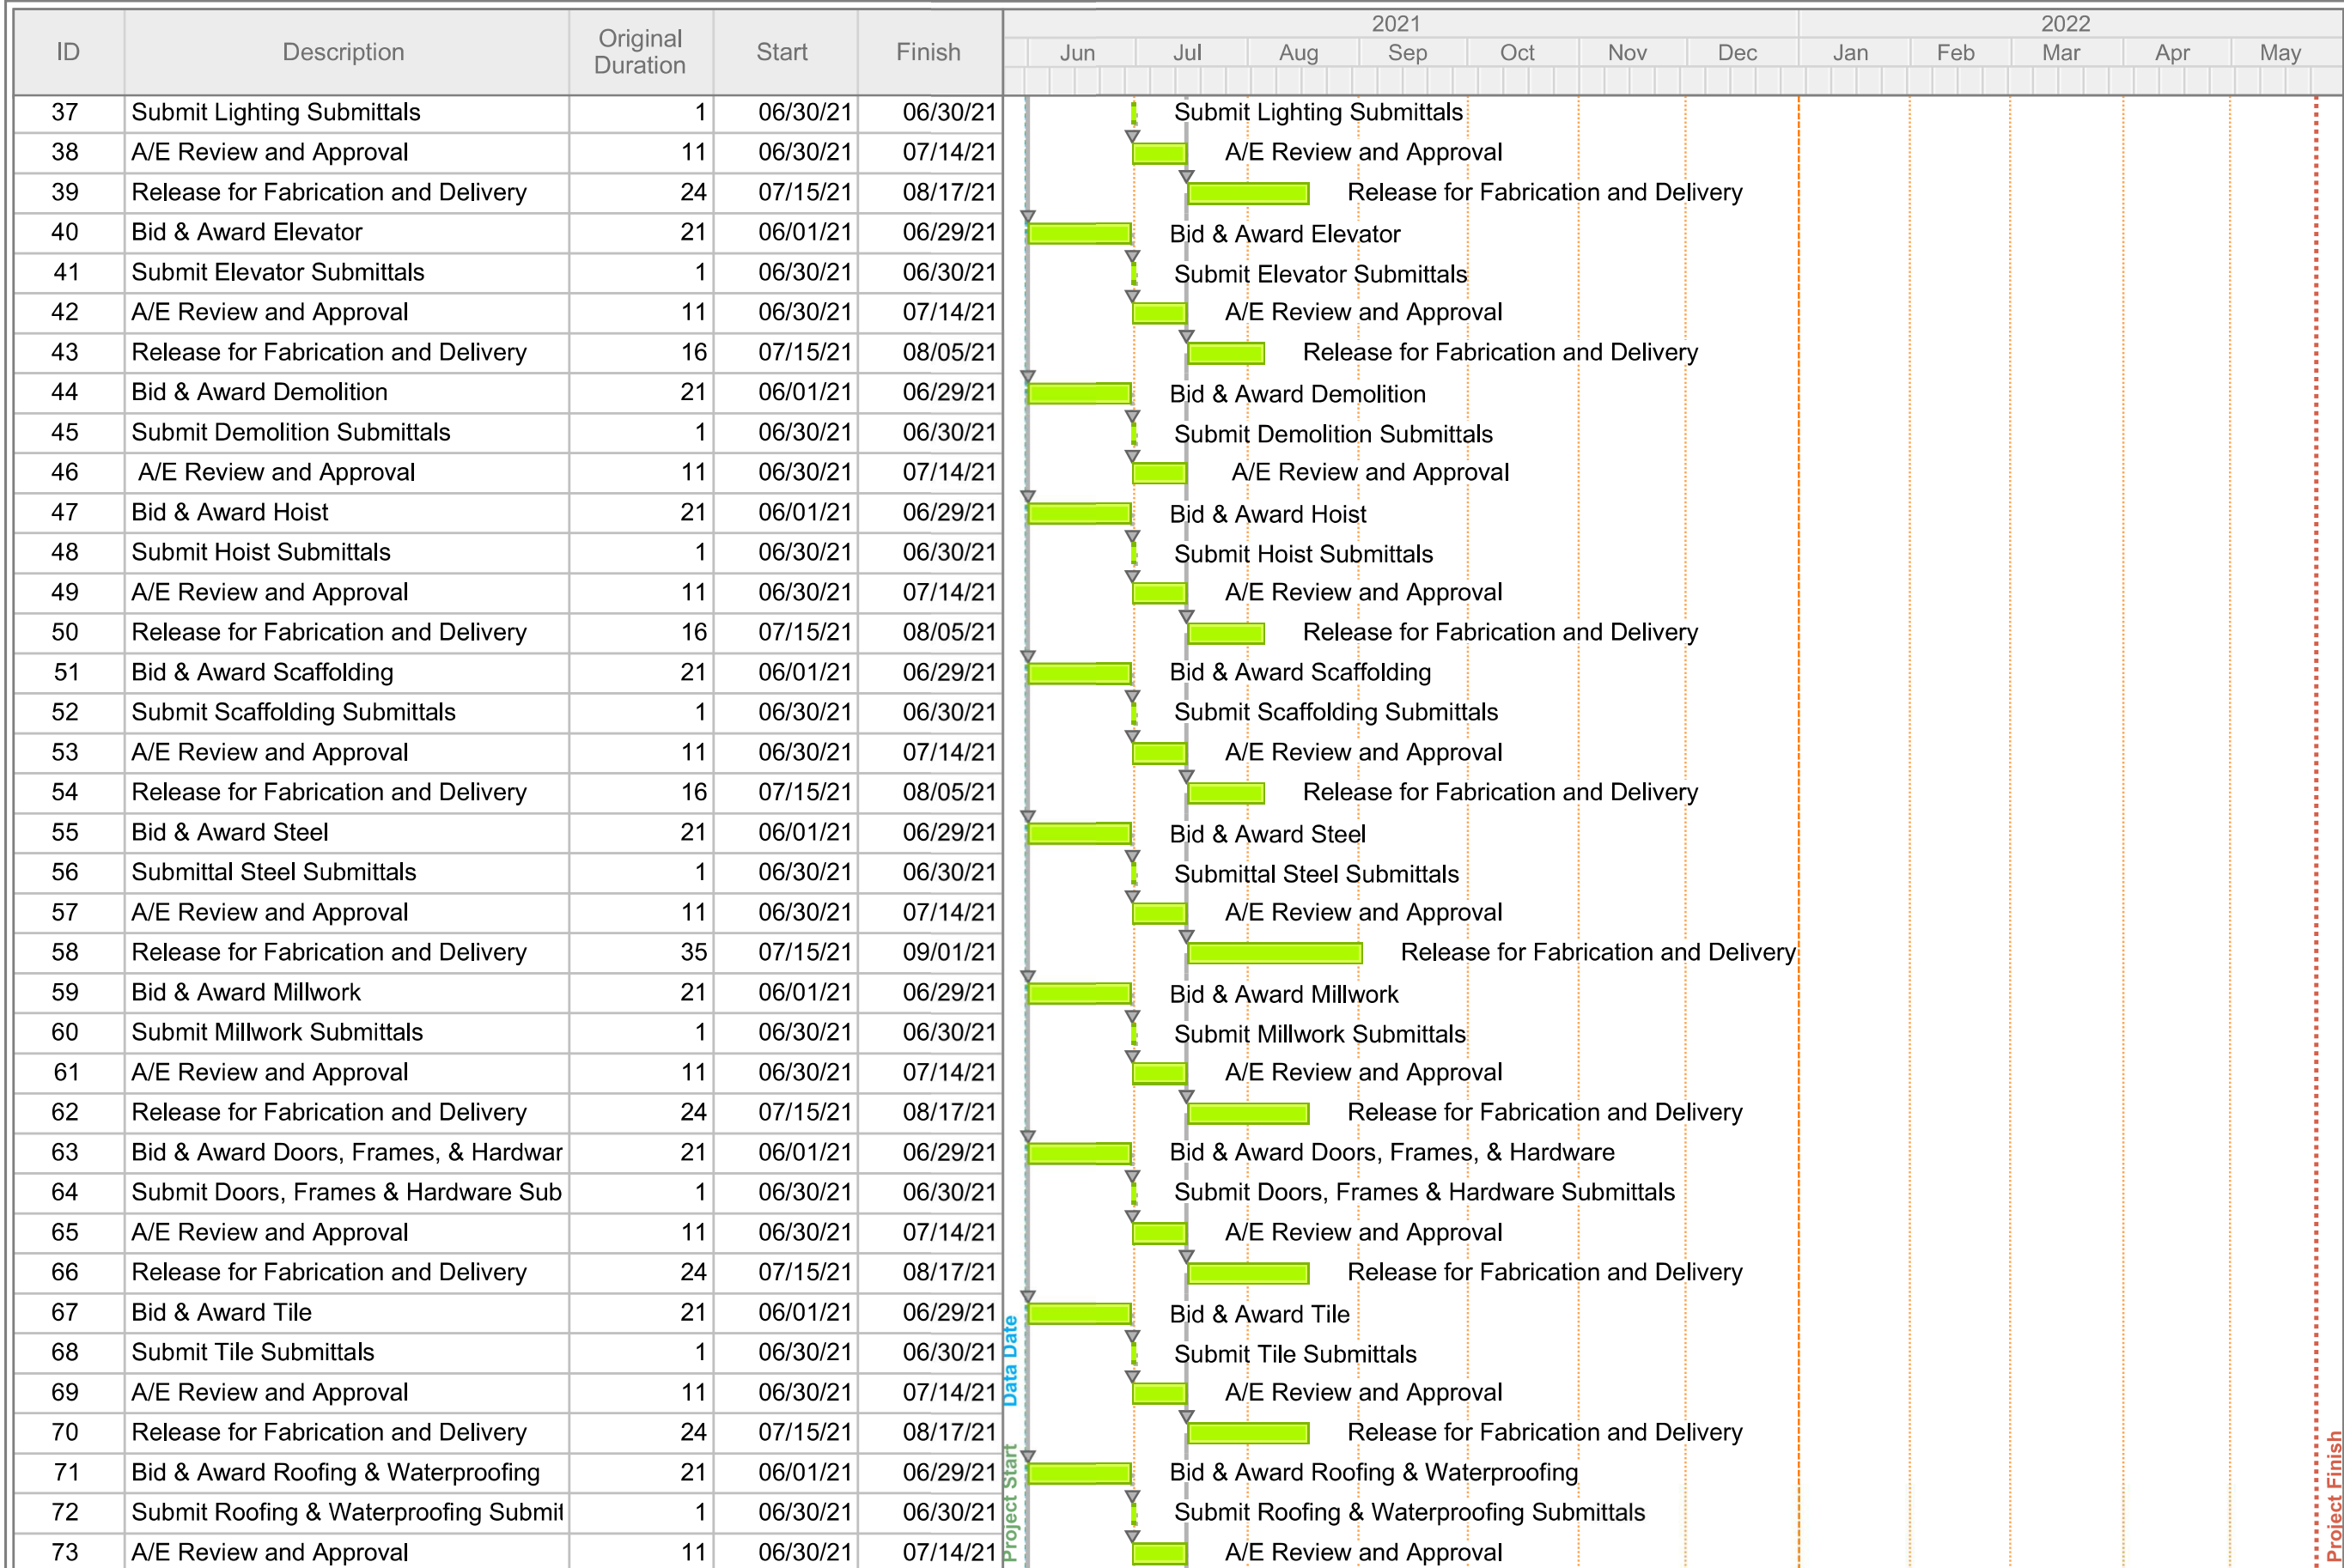 2021 2022
ID Description Original Duration Start Finish Jun Jul Aug Sep Oct Nov Dec Jan Feb Mar Apr May
37 Submit Lighting Submittals 1 06/30/21 06/30/21 Submit Lighting Submittals
38 A/E Review and Approval 11 06/30/21 07/14/21 A/E Review and Approval
39 Release for Fabrication and Delivery 24 07/15/21 08/17/21 Release for Fabrication and Delivery
40 Bid & Award Elevator 21 06/01/21 06/29/21 Bid & Award Elevator
41 Submit Elevator Submittals 1 06/30/21 06/30/21 Submit Elevator Submittals
42 A/E Review and Approval 11 06/30/21 07/14/21 A/E Review and Approval
43 Release for Fabrication and Delivery 16 07/15/21 08/05/21 Release for Fabrication and Delivery
44 Bid & Award Demolition 21 06/01/21 06/29/21 Bid & Award Demolition
45 Submit Demolition Submittals 1 06/30/21 06/30/21 Submit Demolition Submittals
46 A/E Review and Approval 11 06/30/21 07/14/21 A/E Review and Approval
47 Bid & Award Hoist 21 06/01/21 06/29/21 Bid & Award Hoist
48 Submit Hoist Submittals 1 06/30/21 06/30/21 Submit Hoist Submittals
49 A/E Review and Approval 11 06/30/21 07/14/21 A/E Review and Approval
50 Release for Fabrication and Delivery 16 07/15/21 08/05/21 Release for Fabrication and Delivery
51 Bid & Award Scaffolding 21 06/01/21 06/29/21 Bid & Award Scaffolding
52 Submit Scaffolding Submittals 1 06/30/21 06/30/21 Submit Scaffolding Submittals
53 A/E Review and Approval 11 06/30/21 07/14/21 A/E Review and Approval
54 Release for Fabrication and Delivery 16 07/15/21 08/05/21 Release for Fabrication and Delivery
55 Bid & Award Steel 21 06/01/21 06/29/21 Bid & Award Steel
56 Submittal Steel Submittals 1 06/30/21 06/30/21 Submittal Steel Submittals
57 A/E Review and Approval 11 06/30/21 07/14/21 A/E Review and Approval
58 Release for Fabrication and Delivery 35 07/15/21 09/01/21 Release for Fabrication and Delivery
59 Bid & Award Millwork 21 06/01/21 06/29/21 Bid & Award Millwork
60 Submit Millwork Submittals 1 06/30/21 06/30/21 Submit Millwork Submittals
61 A/E Review and Approval 11 06/30/21 07/14/21 A/E Review and Approval
62 Release for Fabrication and Delivery 24 07/15/21 08/17/21 Release for Fabrication and Delivery
63 Bid & Award Doors, Frames, & Hardwar 21 06/01/21 06/29/21 Bid & Award Doors, Frames, & Hardware
64 Submit Doors, Frames & Hardware Sub 1 06/30/21 06/30/21 Submit Doors, Frames & Hardware Submittals
65 A/E Review and Approval 11 06/30/21 07/14/21 A/E Review and Approval
66 Release for Fabrication and Delivery 24 07/15/21 08/17/21 Release for Fabrication and Delivery
67 Bid & Award Tile 21 06/01/21 06/29/21 Bid & Award Tile
68 Submit Tile Submittals 1 06/30/21 06/30/21 Submit Tile Submittals
69 A/E Review and Approval 11 06/30/21 07/14/21 A/E Review and Approval
70 Release for Fabrication and Delivery 24 07/15/21 08/17/21 Release for Fabrication and Delivery
71 Bid & Award Roofing & Waterproofing 21 06/01/21 06/29/21 Bid & Award Roofing & Waterproofing
72 Submit Roofing & Waterproofing Submit 1 06/30/21 06/30/21 Submit Roofing & Waterproofing Submittals
73 A/E Review and Approval 11 06/30/21 07/14/21 A/E Review and Approval
Data Date
Project Start
Project Finish